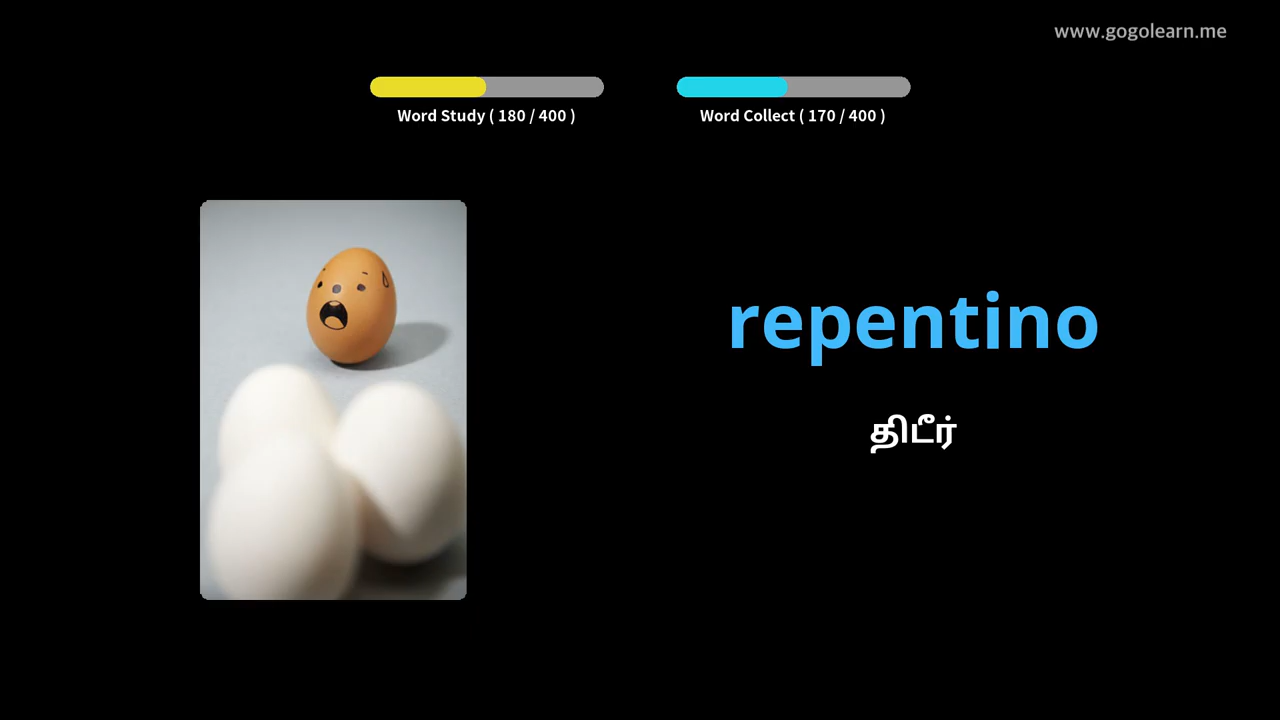 www.gogolearn.me
Word Study ( 180 / 400 )
Word Collect ( 170 / 400 )
repentino
திடீர்